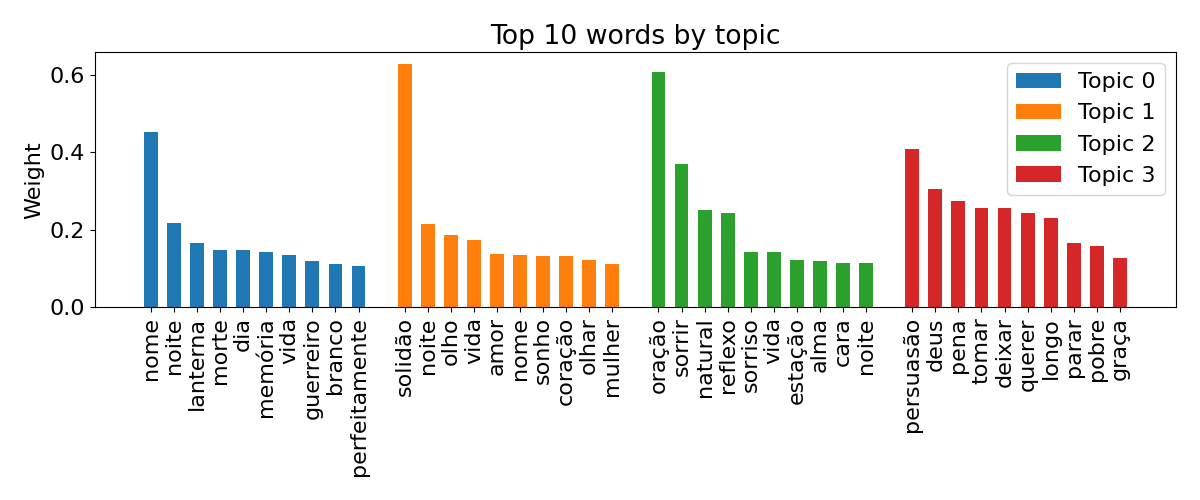 Top 10 words by topic
Weight
0.6
0.4
0.2
0.0
Topic 0
Topic 1
Topic 2
Topic 3
nome
noite
lanterna
morte
dia
memória
vida
guerreiro
branco
perfeitamente
solidão
noite
olho
vida
amor
nome
sonho
coração
olhar
mulher
oração
sorrir
natural
reflexo
sorriso
vida
estação
alma
cara
noite
persuasão
deus
pena
tomar
deixar
querer
longo
parar
pobre
graça